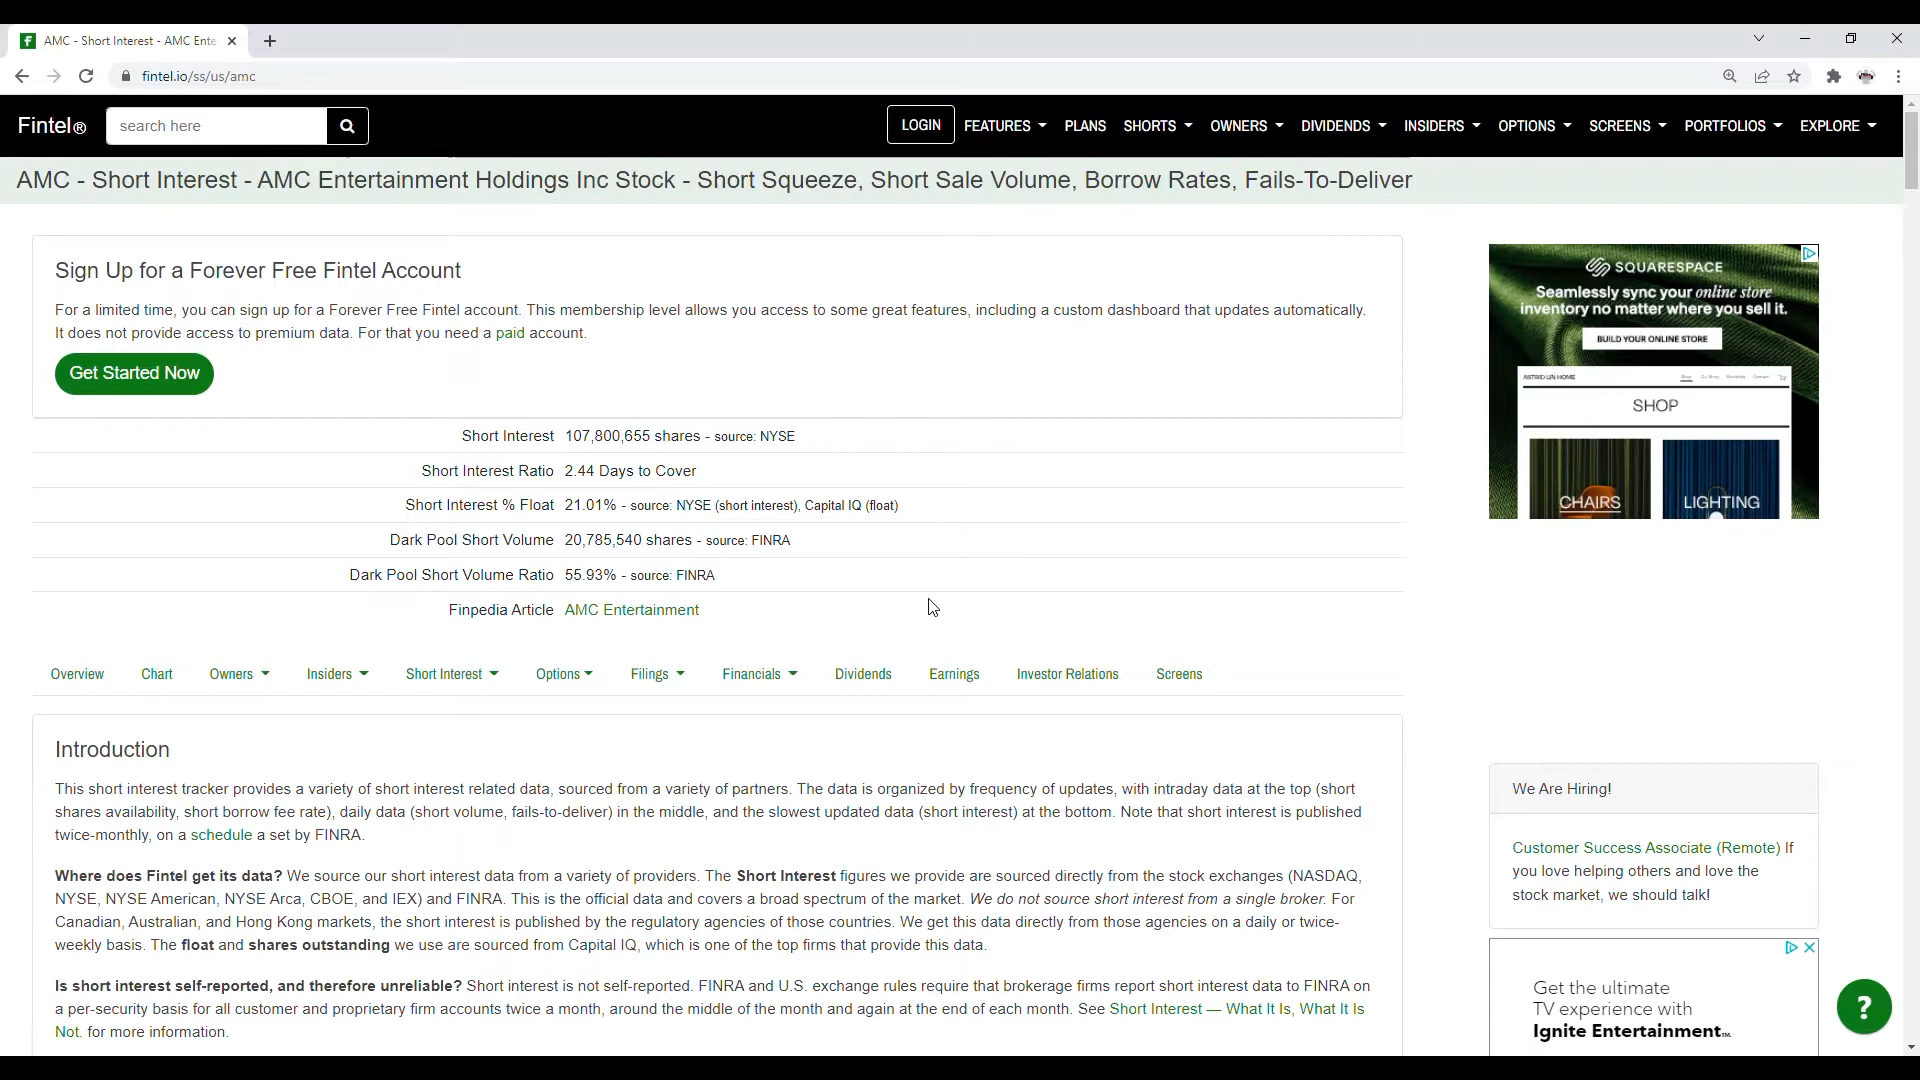 AMC - Short Interest - AMC Ente
fintel.io/ss/us/amc
Fintel®
search here
LOGIN
FEATURES
PLANS
SHORTS
OWNERS
DIVIDENDS
INSIDERS
OPTIONS
SCREENS
PORTFOLIOS
EXPLORE
AMC - Short Interest - AMC Entertainment Holdings Inc Stock - Short Squeeze, Short Sale Volume, Borrow Rates, Fails-To-Deliver
Sign Up for a Forever Free Fintel Account
For a limited time, you can sign up for a Forever Free Fintel account. This membership level allows you access to some great features, including a custom dashboard that updates automatically.
It does not provide access to premium data. For that you need a paid account.
Get Started Now
Short Interest 107,800,655 shares - source: NYSE
Short Interest Ratio 2.44 Days to Cover
Short Interest % Float 21.01% - source: NYSE (short interest), Capital IQ (float)
Dark Pool Short Volume 20,785,540 shares - source: FINRA
Dark Pool Short Volume Ratio 55.93% - source: FINRA
Finpedia Article AMC Entertainment
Overview
Chart
Owners
Insiders
Short Interest
Options
Filings
Financials
Dividends
Earnings
Investor Relations
Screens
Introduction
This short interest tracker provides a variety of short interest related data, sourced from a variety of partners. The data is organized by frequency of updates, with intraday data at the top (short
shares availability, short borrow fee rate), daily data (short volume, fails-to-deliver) in the middle, and the slowest updated data (short interest) at the bottom. Note that short interest is published
twice-monthly, on a schedule a set by FINRA.
Where does Fintel get its data? We source our short interest data from a variety of providers. The Short Interest figures we provide are sourced directly from the stock exchanges (NASDAQ,
NYSE, NYSE American, NYSE Arca, CBOE, and IEX) and FINRA. This is the official data and covers a broad spectrum of the market. We do not source short interest from a single broker. For
Canadian, Australian, and Hong Kong markets, the short interest is published by the regulatory agencies of those countries. We get this data directly from those agencies on a daily or twice-
weekly basis. The float and shares outstanding we use are sourced from Capital IQ, which is one of the top firms that provide this data.
Is short interest self-reported, and therefore unreliable? Short interest is not self-reported. FINRA and U.S. exchange rules require that brokerage firms report short interest data to FINRA on
a per-security basis for all customer and proprietary firm accounts twice a month, around the middle of the month and again at the end of each month. See Short Interest — What It Is, What It Is
Not. for more information.
SQUARESPACE
Seamlessly sync your online store
inventory no matter where you sell it.
BUILD YOUR ONLINE STORE
ASTRID LIN HOME
SHOP
CHAIRS
LIGHTING
We Are Hiring!
Customer Success Associate (Remote) If
you love helping others and love the
stock market, we should talk!
Get the ultimate
TV experience with
Ignite Entertainment™
?